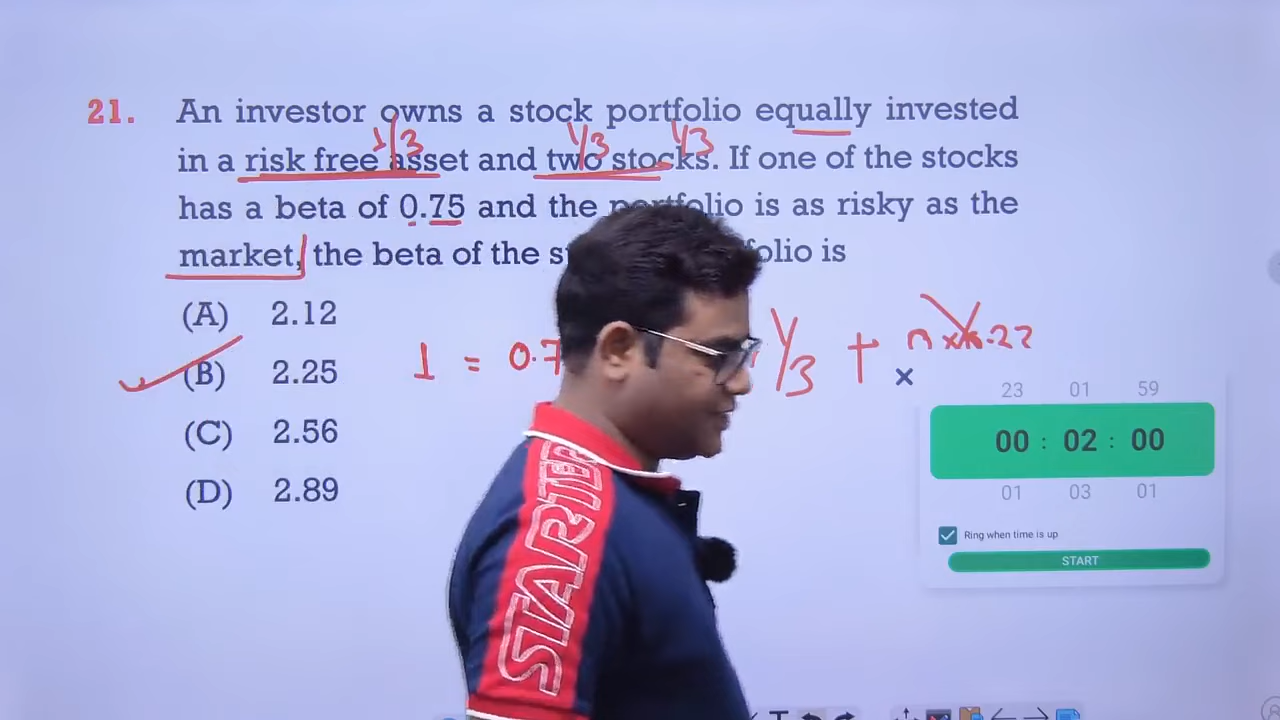 21. An investor owns a stock portfolio equally invested
1/3 1/3 1/3
in a risk free asset and two stocks. If one of the stocks
has a beta of 0.75 and the portfolio is as risky as the
market, the beta of the folio is
(A) 2.12
(B) 2.25
(C) 2.56
(D) 2.89
1 = 0.7 1/3 +
x
23 01 59
00 : 02 : 00
01 03 01
Ring when time is up
START
STARTER